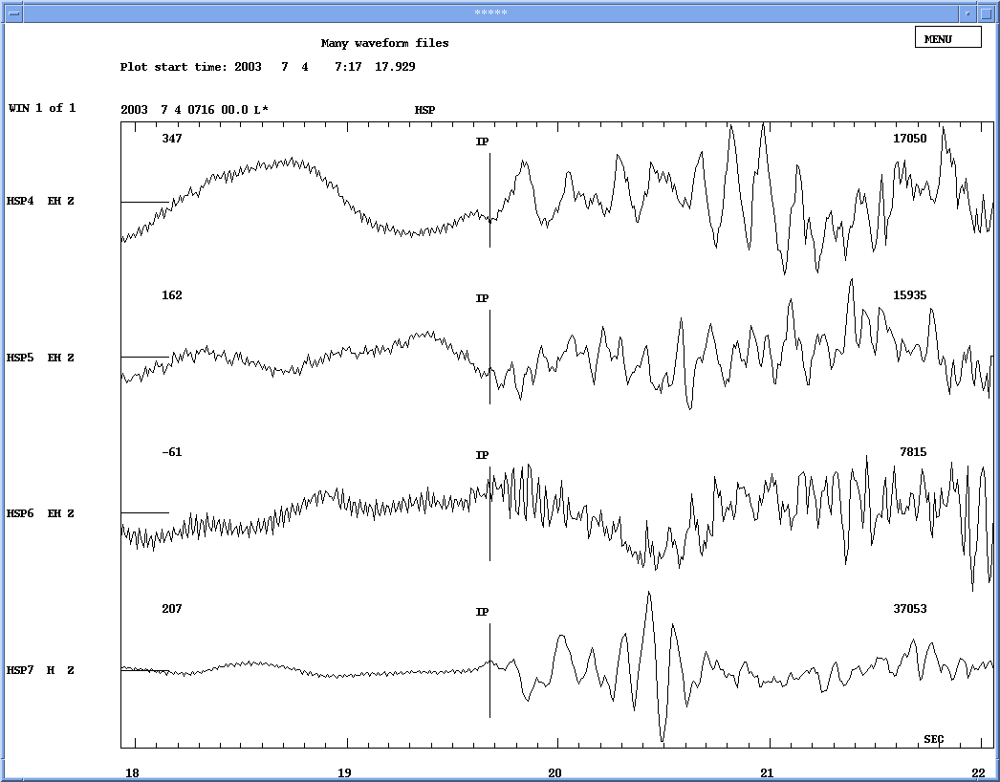 *****
MENU
Many waveform files
Plot start time: 2003 7 4 7:17 17.929
WIN 1 of 1
2003 7 4 0716 00.0 L* HSP
347 IP 17050
HSP4 EH Z
162 IP 15935
HSP5 EH Z
-61 IP 7815
HSP6 EH Z
207 IP 37053
HSP7 H Z
SEC
18 19 20 21 22